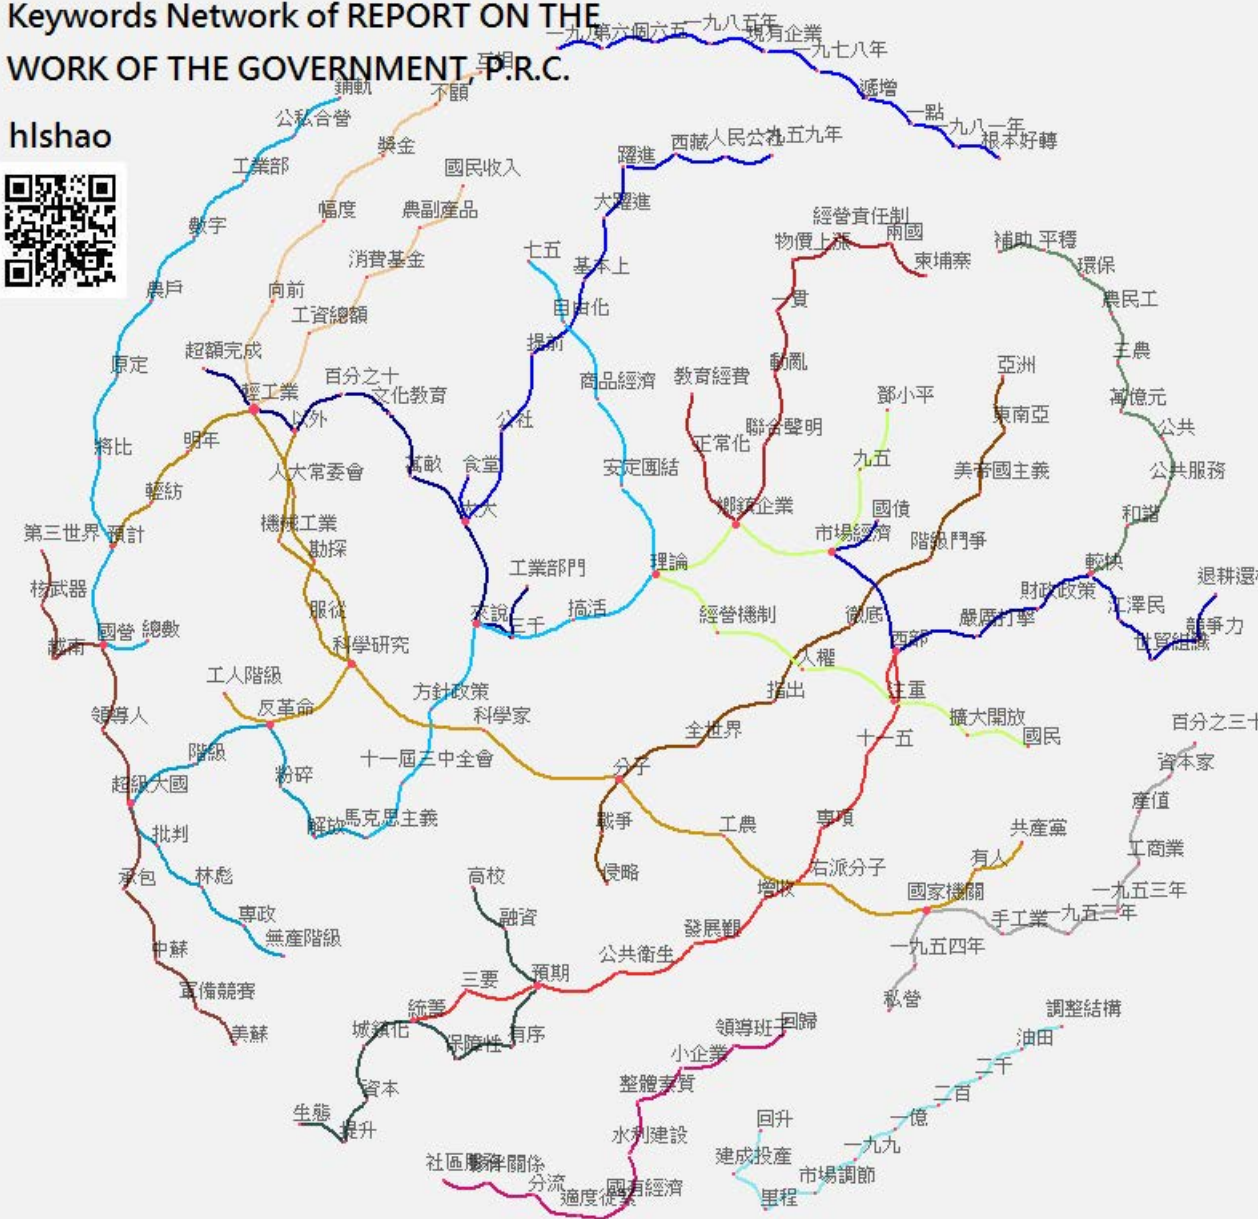 Keywords Network of REPORT ON THE
WORK OF THE GOVERNMENT, P.R.C.
hlshao
第六個六五
一九八五年
現有企業
一九七八年
遞增
一點
一九八一年
根本好轉
互相
不顧
獎金
幅度
向前
鋪軌
公私合營
工業部
數字
農戶
原定
將比
預計
國民收入
農副產品
消費基金
工資總額
躍進
西藏
人民公社
一九五九年
大躍進
基本上
提前
公社
食堂
七五
自由化
商品經濟
安定團結
理論
經營責任制
物價上漲
兩國
柬埔寨
一貫
動亂
聯合聲明
教育經費
正常化
鄉鎮企業
補助
平穩
環保
農民工
三農
萬億元
公共
公共服務
和諧
較快
亞洲
東南亞
美帝國主義
階級鬥爭
徹底
指出
全世界
分子
戰爭
侵略
鄧小平
九五
國債
市場經濟
超額完成
輕工業
以外
百分之十
文化教育
萬畝
明年
輕紡
人大常委會
機械工業
勘探
服從
科學研究
第三世界
核武器
越南
國營
總數
領導人
超級大國
工業部門
來說
三千
搞活
經營機制
人權
西部
注重
擴大開放
國民
嚴厲打擊
財政政策
江澤民
世貿組織
競爭力
工人階級
反革命
階級
粉碎
解放
馬克思主義
十一屆三中全會
方針政策
科學家
批判
林彪
專政
無產階級
承包
中蘇
軍備競賽
美蘇
十一五
專項
增收
發展觀
公共衛生
預期
三要
統籌
工農
右派分子
國家機關
有人
共產黨
手工業
一九五三年
工商業
產值
資本家
百分之三十
一九五四年
私營
高校
融資
有序
保障性
城鎮化
資本
提升
生態
回歸
領導班子
小企業
整體素質
水利建設
國有經濟
適度從緊
分流
夥伴關係
調整結構
油田
二千
二百
一億
一九九
市場調節
里程
建成投產
回升